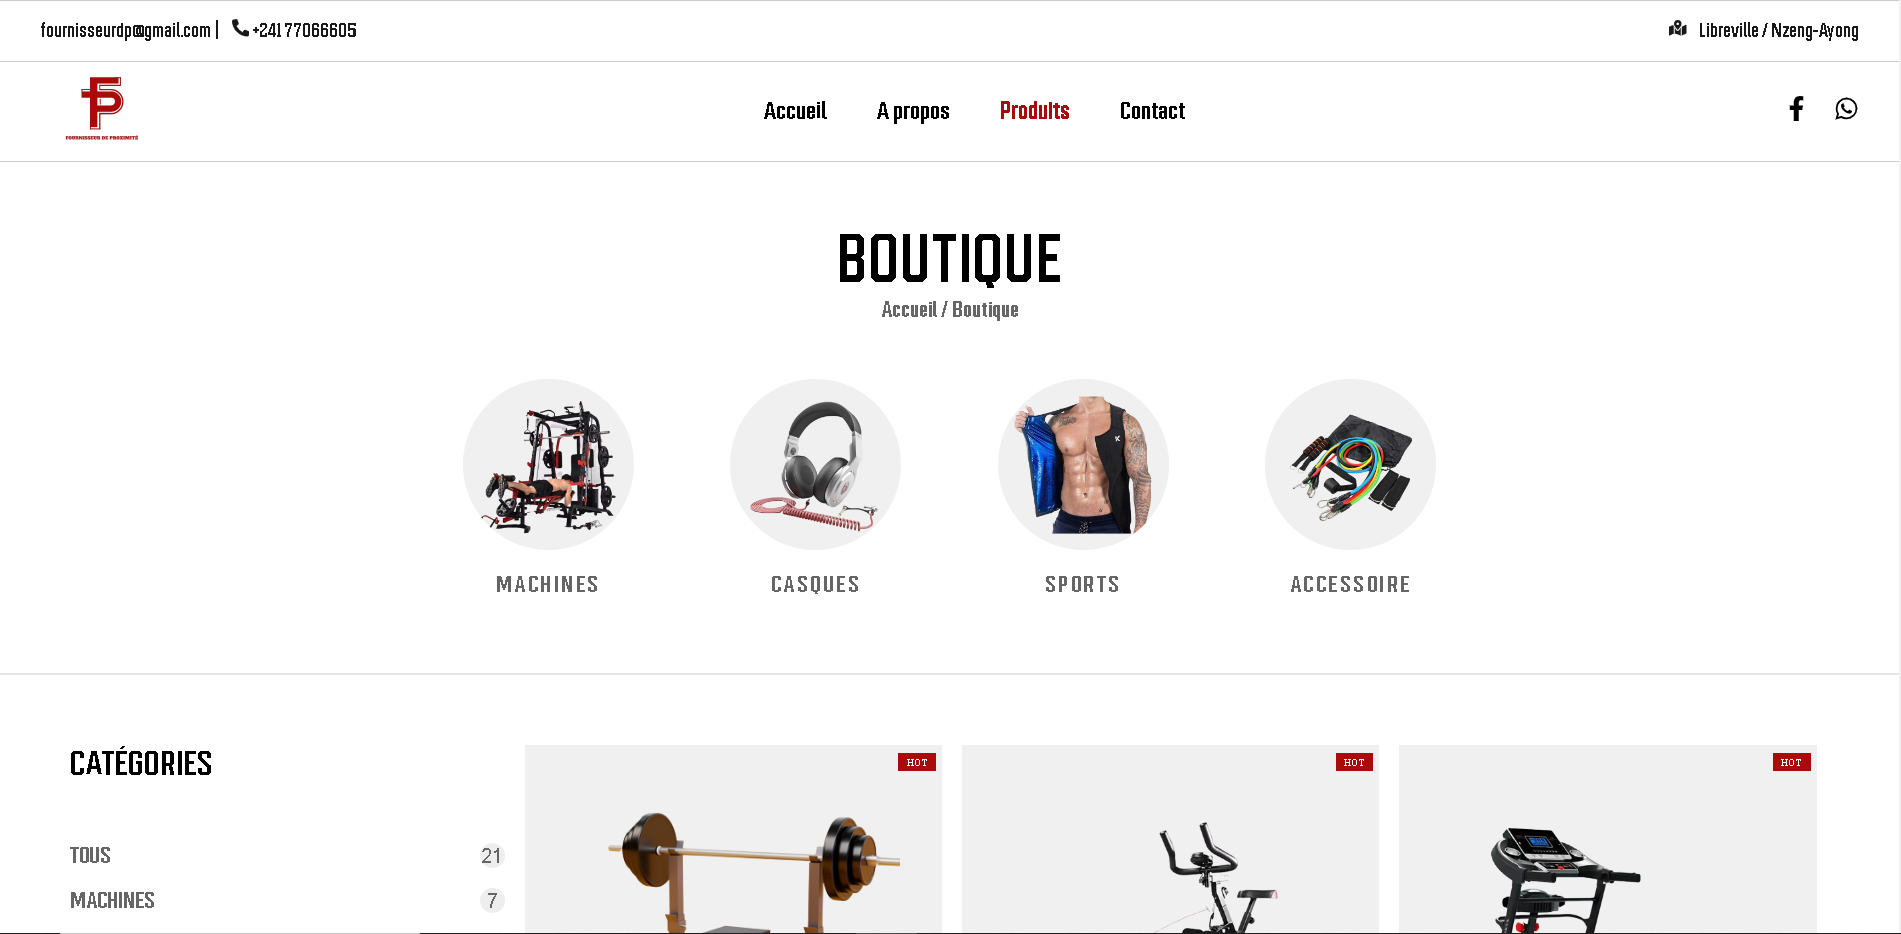 fournisseurdp@gmail.com | +241 77066605
Libreville / Nzeng-Ayong
FOURNISSEUR DE PROXIMITÉ
Accueil
A propos
Produits
Contact
BOUTIQUE
Accueil / Boutique
MACHINES
CASQUES
SPORTS
ACCESSOIRE
CATÉGORIES
TOUS 21
MACHINES 7
HOT
HOT
HOT